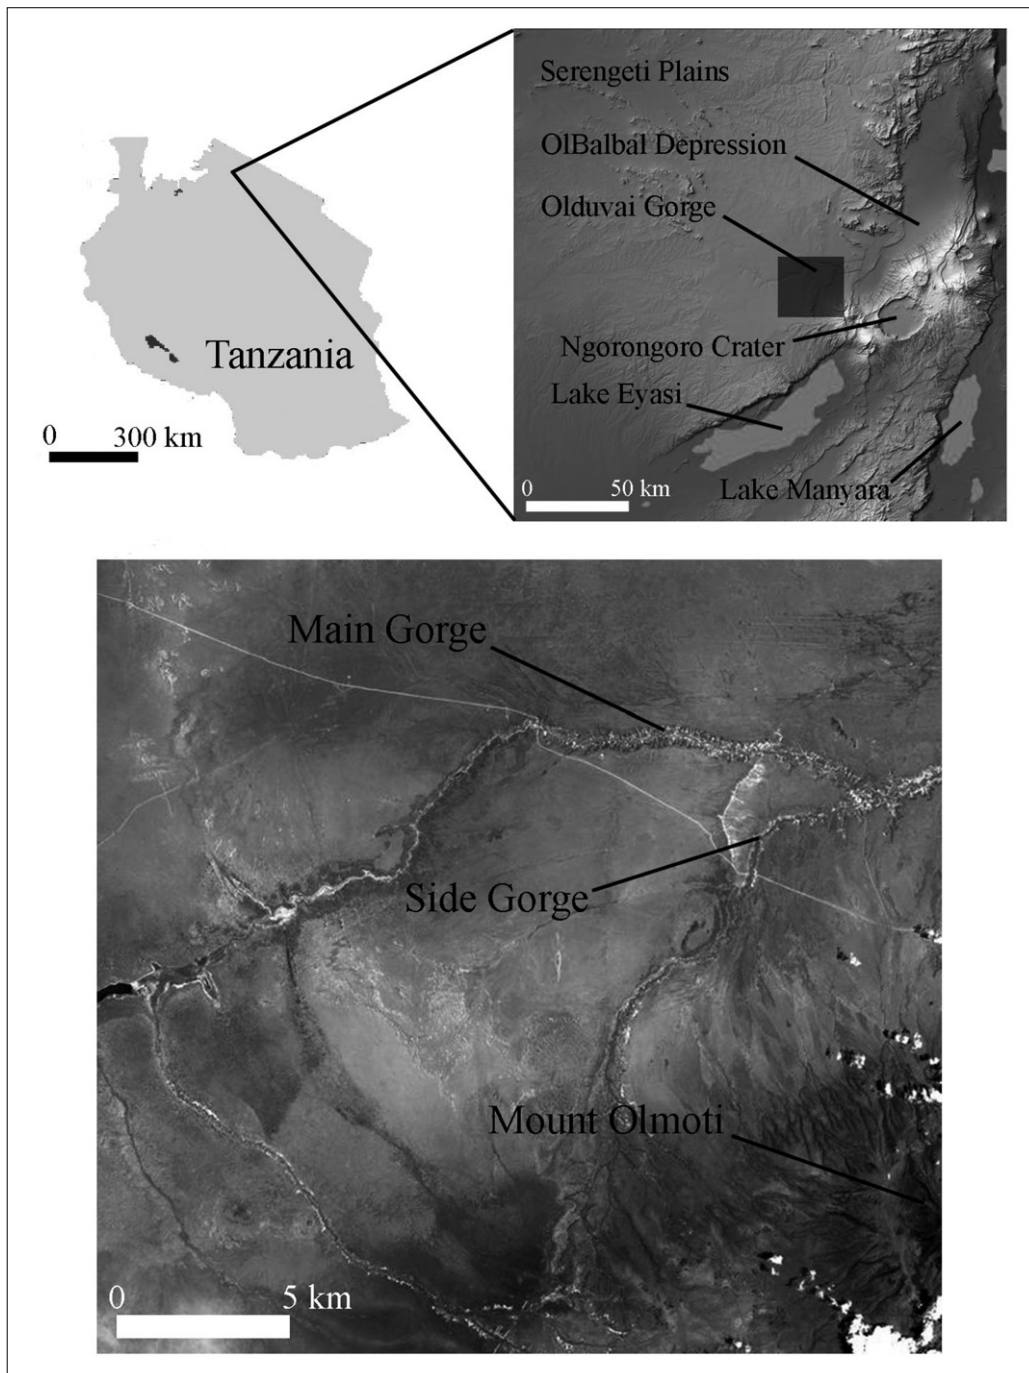 Serengeti Plains
OlBalbal Depression
Olduvai Gorge
Tanzania
Ngorongoro Crater
Lake Eyasi
0 300 km
0 50 km
Lake Manyara
Main Gorge
Side Gorge
Mount Olmoti
0 5 km